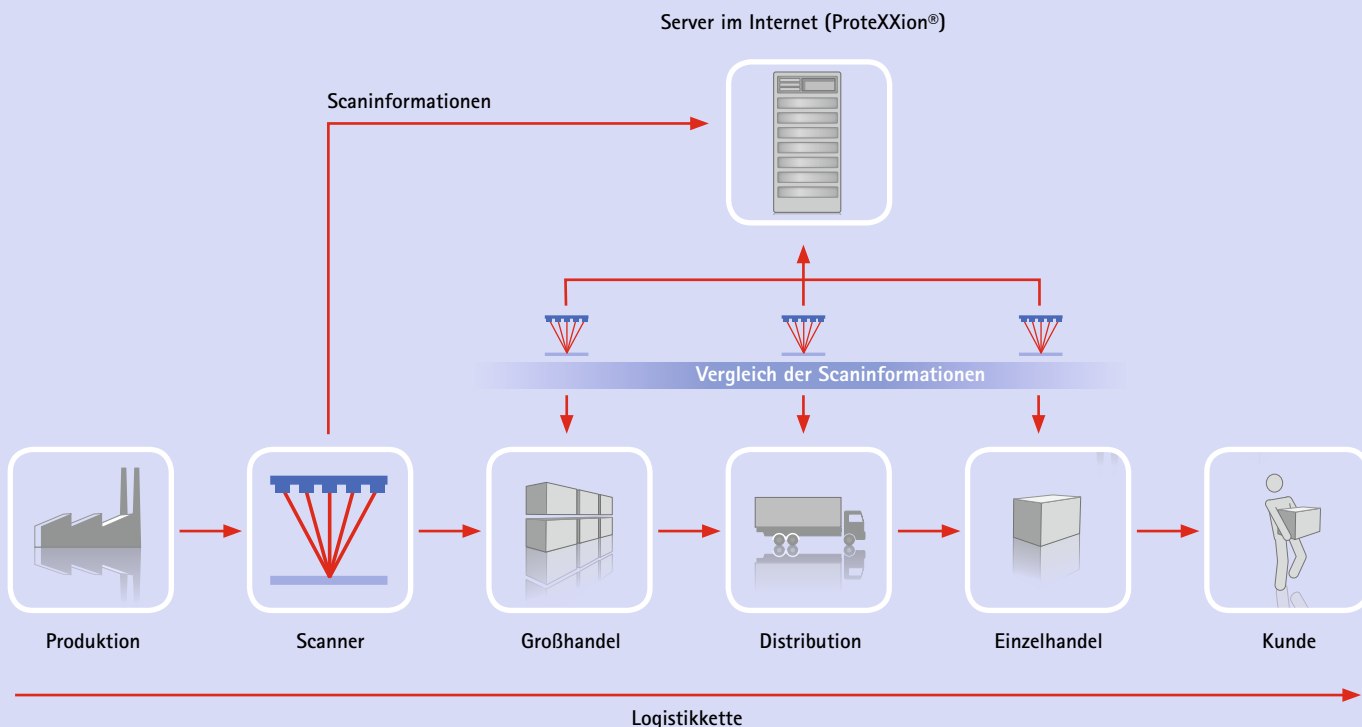 Server im Internet (ProteXXion®)
Scaninformationen
Vergleich der Scaninformationen
Produktion
Scanner
Großhandel
Distribution
Einzelhandel
Kunde
Logistikkette